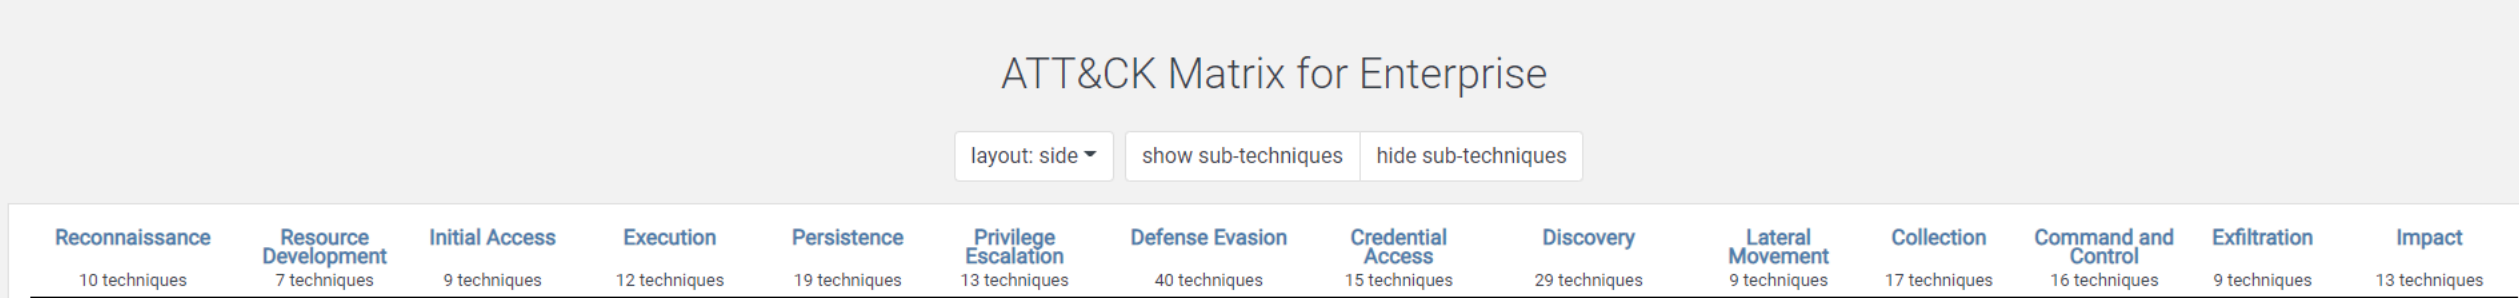 ATT&CK Matrix for Enterprise
layout: side show sub-techniques hide sub-techniques
Reconnaissance
10 techniques
Resource
Development
7 techniques
Initial Access
9 techniques
Execution
12 techniques
Persistence
19 techniques
Privilege
Escalation
13 techniques
Defense Evasion
40 techniques
Credential
Access
15 techniques
Discovery
29 techniques
Lateral
Movement
9 techniques
Collection
17 techniques
Command and
Control
16 techniques
Exfiltration
9 techniques
Impact
13 techniques